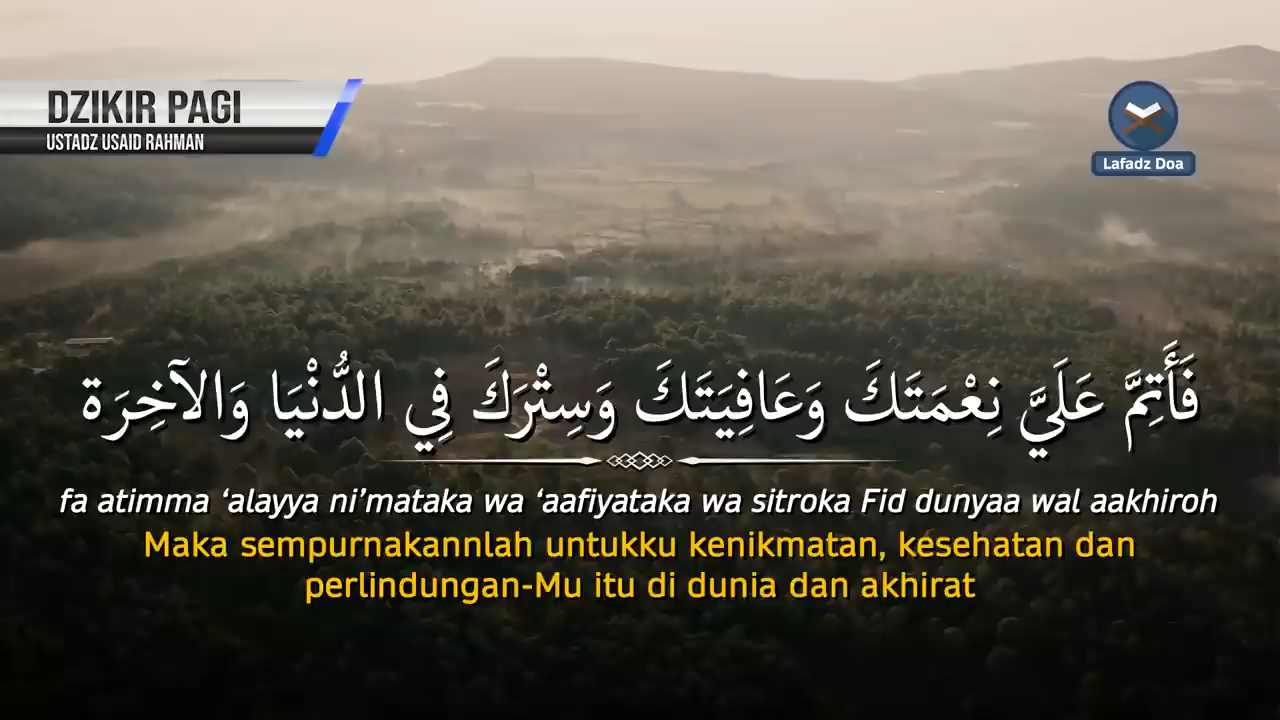 DZIKIR PAGI
USTADZ USAID RAHMAN
Lafadz Doa
فَأَتِمَّ عَلَيَّ نِعْمَتَكَ وَعَافِيَتَكَ وَسِتْرَكَ فِي الدُّنْيَا وَالآخِرَة
fa atimma ‘alayya ni’mataka wa ‘aafiyataka wa sitroka Fid dunyaa wal aakhiroh
Maka sempurnakannlah untukku kenikmatan, kesehatan dan
perlindungan-Mu itu di dunia dan akhirat